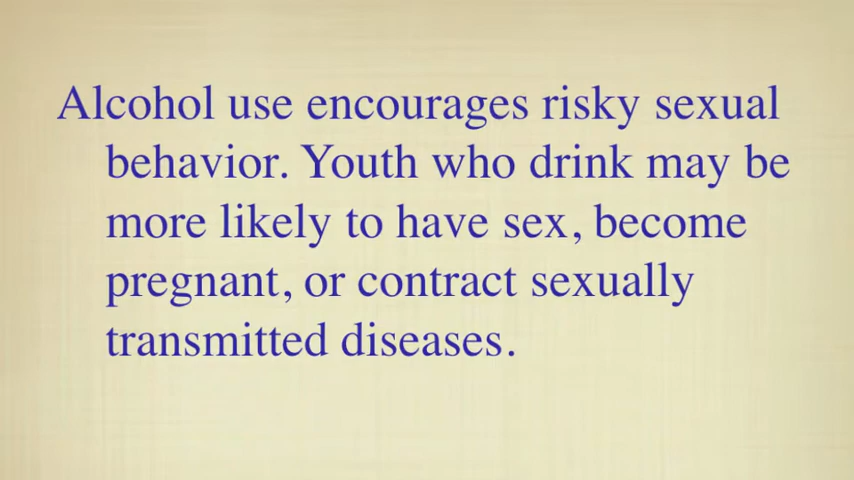 Alcohol use encourages risky sexual
behavior. Youth who drink may be
more likely to have sex, become
pregnant, or contract sexually
transmitted diseases.